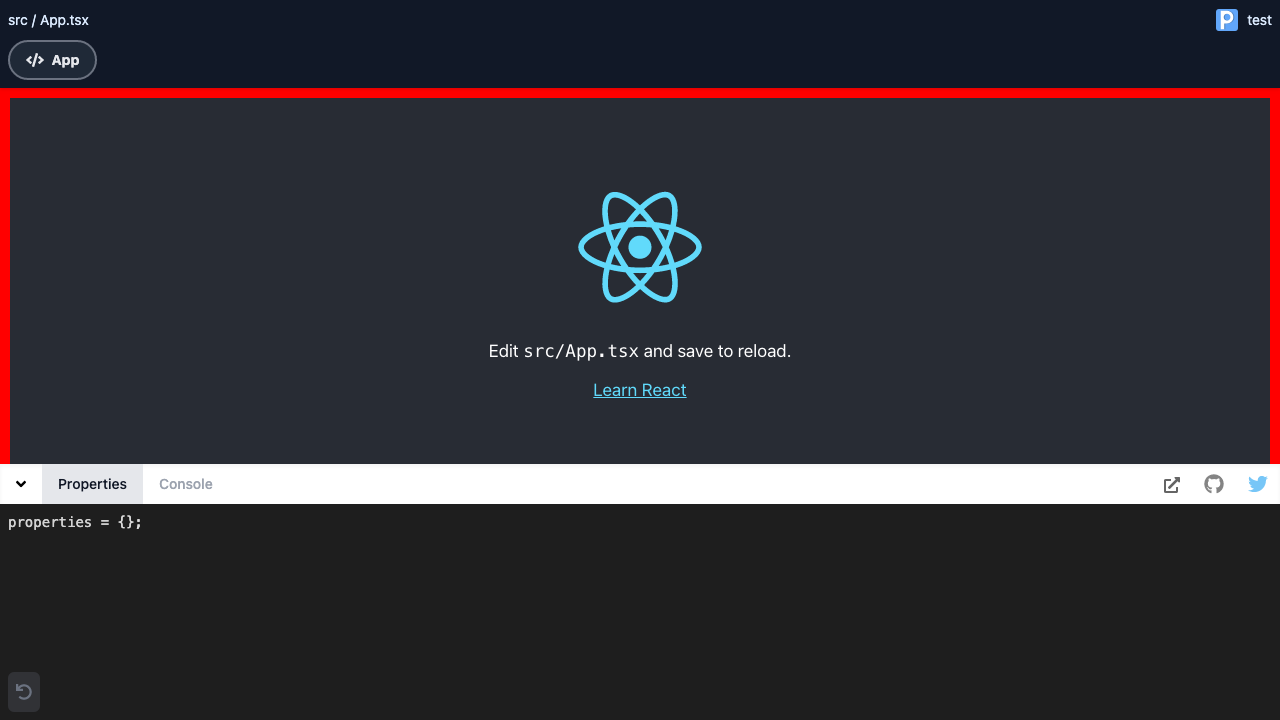 src / App.tsx
P test
</> App
Edit src/App.tsx and save to reload.
Learn React
Properties Console
properties = {};